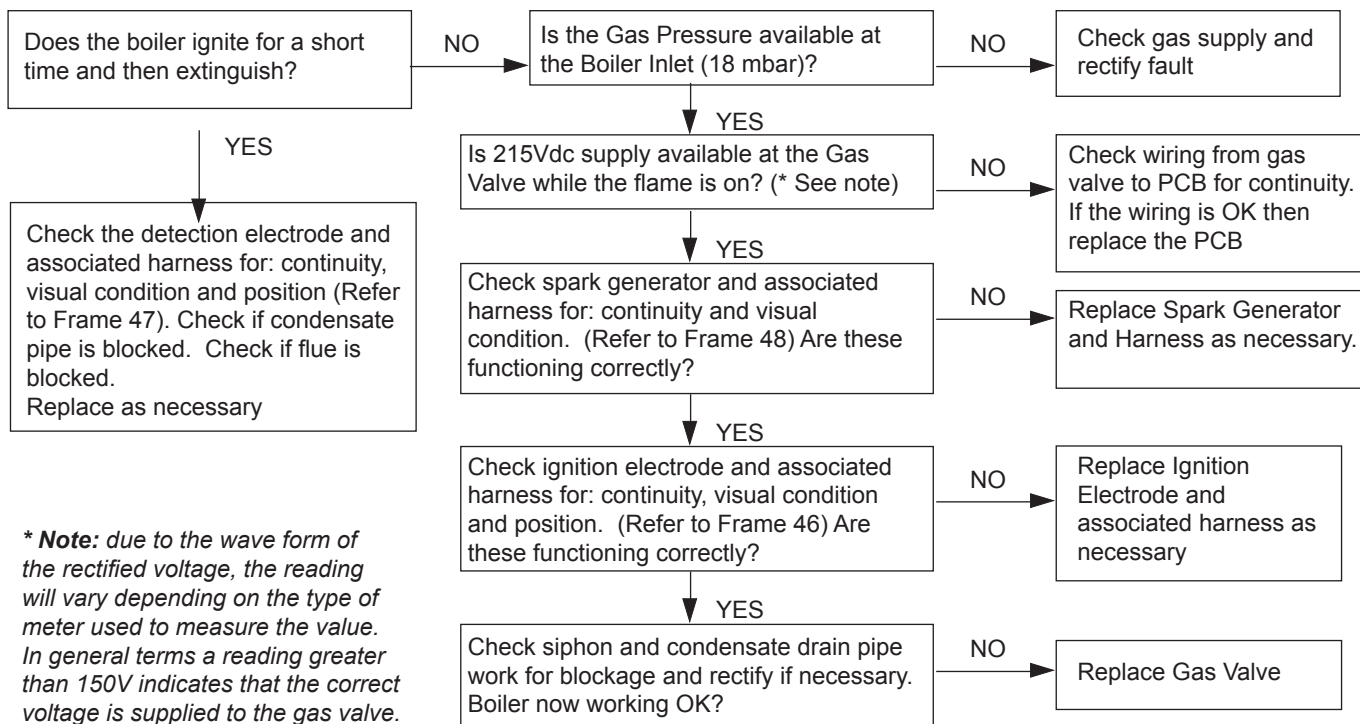 Does the boiler ignite for a short
time and then extinguish?
NO
Is the Gas Pressure available at
the Boiler Inlet (18 mbar)?
NO
Check gas supply and
rectify fault
YES
YES
Is 215Vdc supply available at the Gas
Valve while the flame is on? (* See note)
NO
Check wiring from gas
valve to PCB for continuity.
If the wiring is OK then
replace the PCB
Check the detection electrode and
associated harness for: continuity,
visual condition and position (Refer
to Frame 47). Check if condensate
pipe is blocked.  Check if flue is
blocked.
Replace as necessary
YES
Check spark generator and associated
harness for: continuity and visual
condition.  (Refer to Frame 48) Are these
functioning correctly?
NO
Replace Spark Generator
and Harness as necessary.
YES
Check ignition electrode and associated
harness for: continuity, visual condition
and position.  (Refer to Frame 46) Are
these functioning correctly?
NO
Replace Ignition
Electrode and
associated harness as
necessary
YES
Check siphon and condensate drain pipe
work for blockage and rectify if necessary.
Boiler now working OK?
NO
Replace Gas Valve
* Note: due to the wave form of
the rectified voltage, the reading
will vary depending on the type of
meter used to measure the value.
In general terms a reading greater
than 150V indicates that the correct
voltage is supplied to the gas valve.